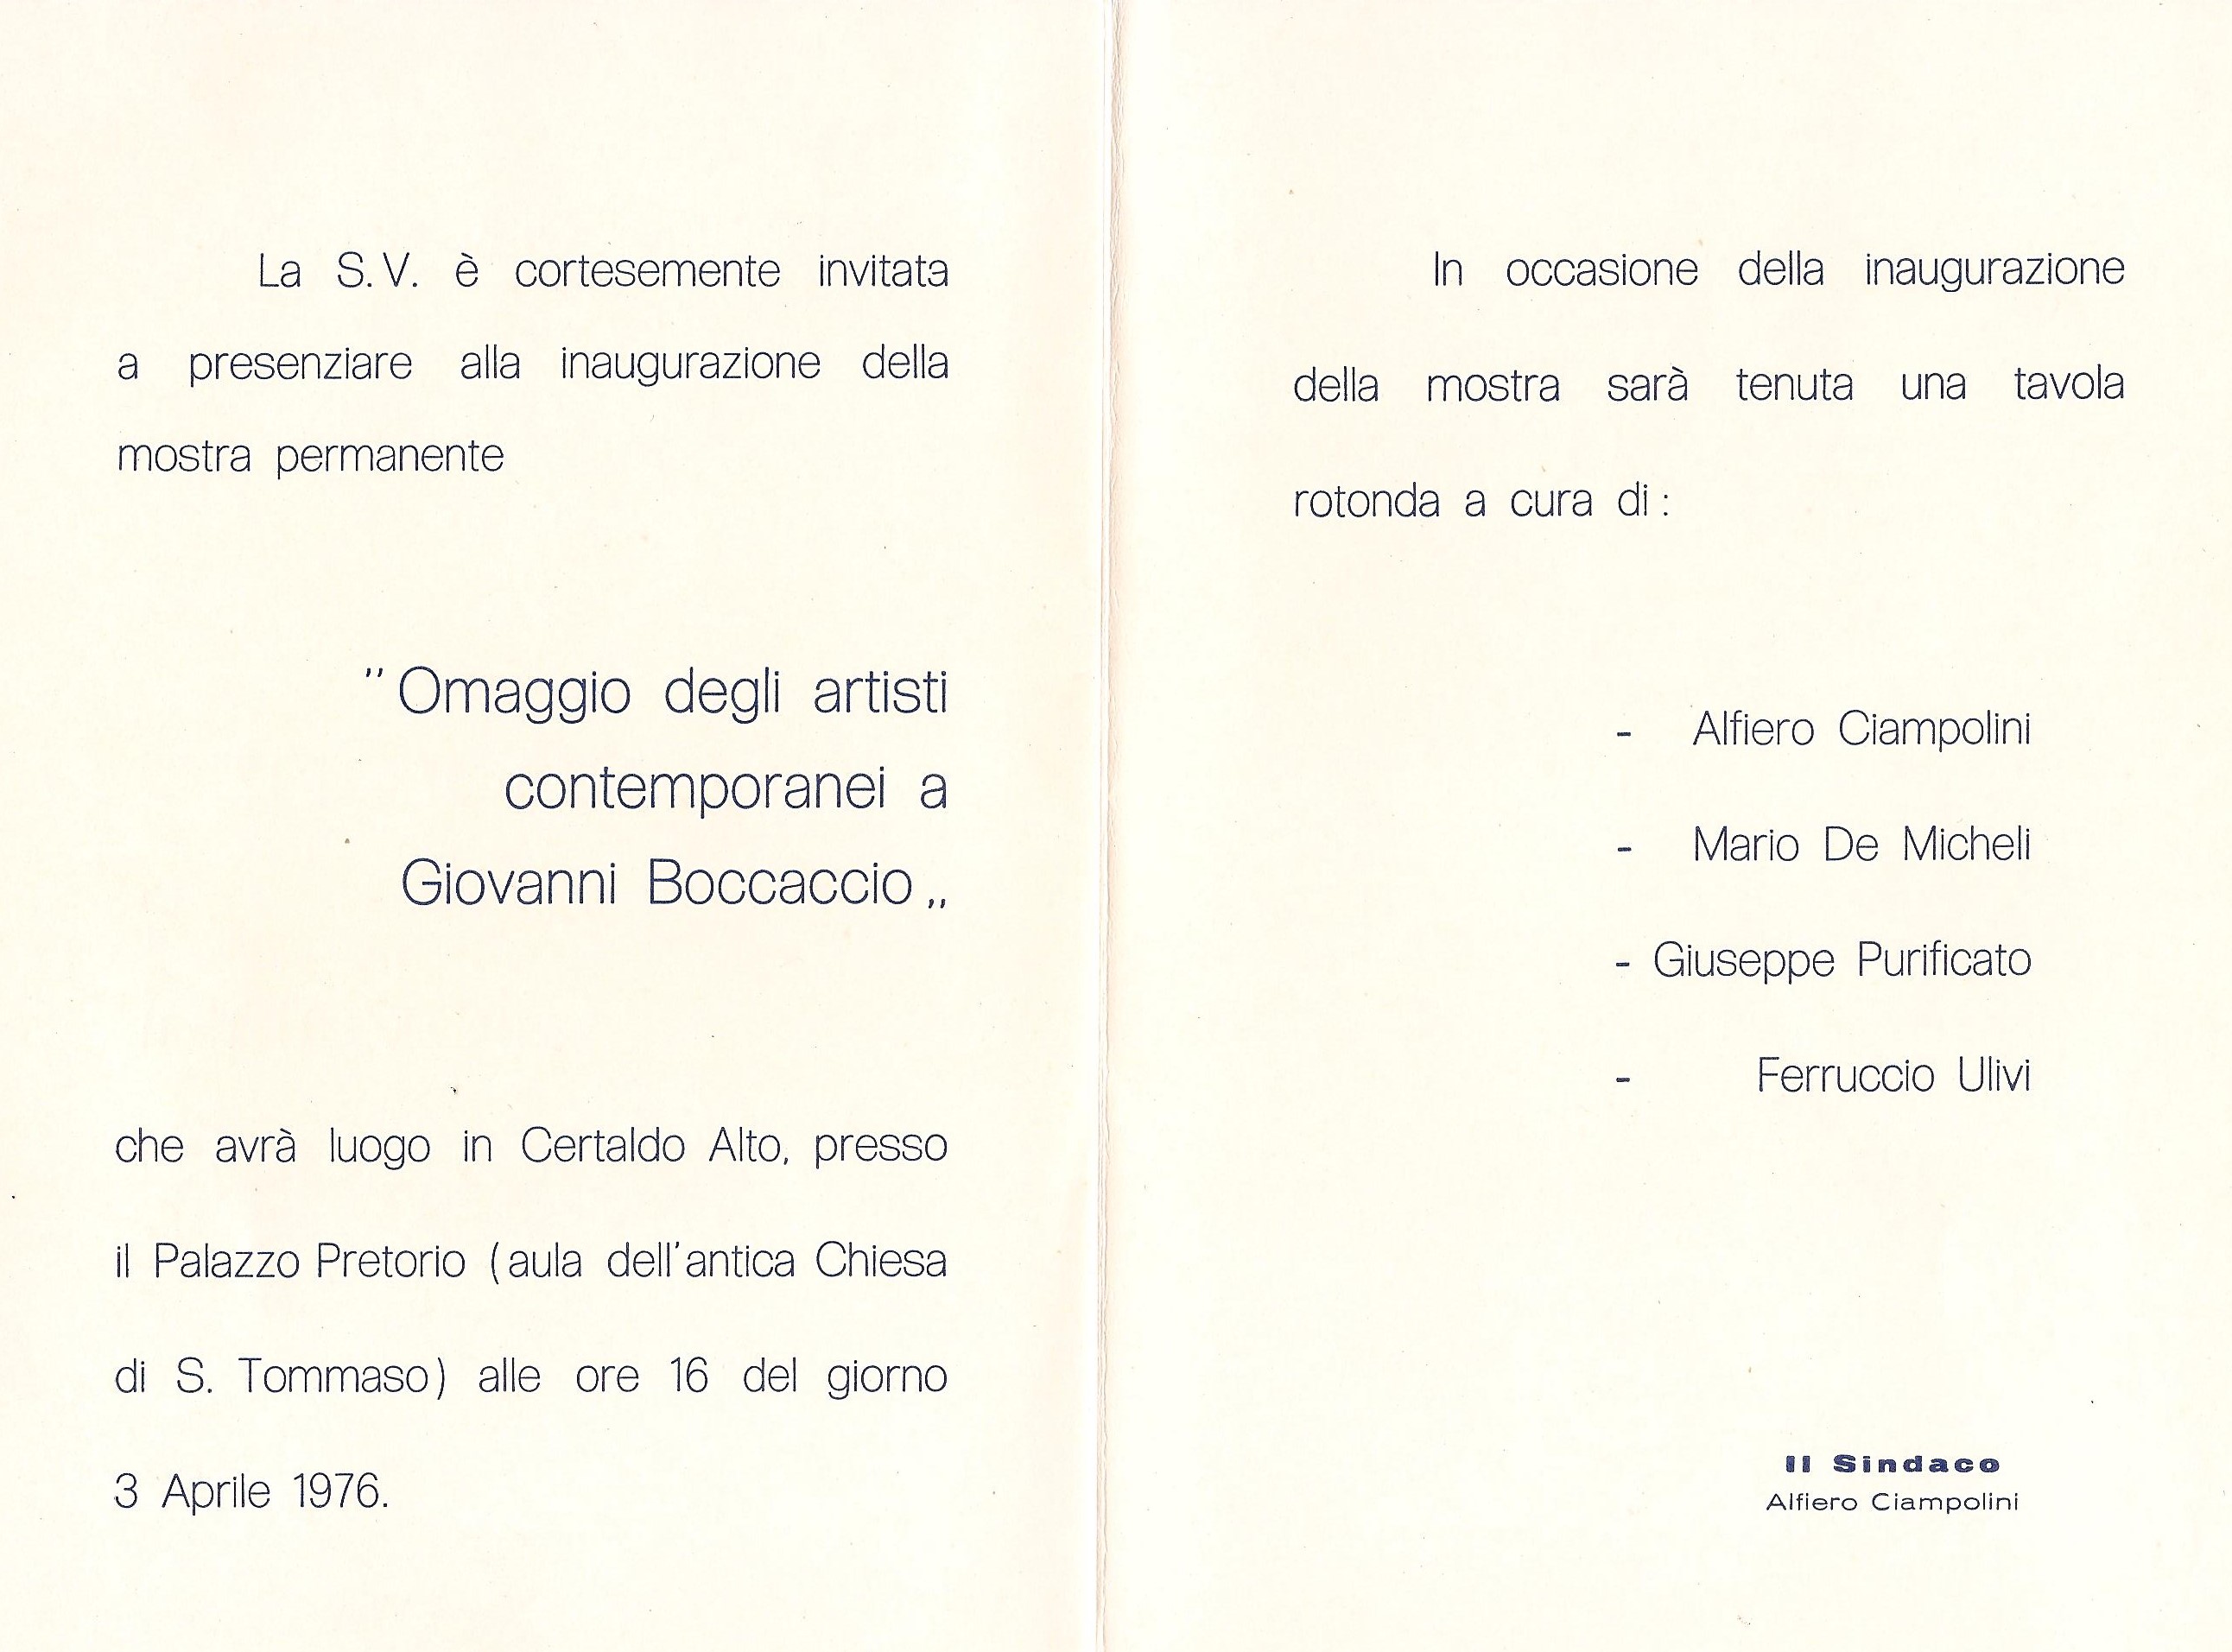 La S.V. è cortesemente invitata
a presenziare alla inaugurazione della
mostra permanente
"Omaggio degli artisti
contemporanei a
Giovanni Boccaccio„
che avrà luogo in Certaldo Alto, presso
il Palazzo Pretorio (aula dell'antica Chiesa
di S. Tommaso) alle ore 16 del giorno
3 Aprile 1976.
In occasione della inaugurazione
della mostra sarà tenuta una tavola
rotonda a cura di:
- Alfiero Ciampolini
- Mario De Micheli
- Giuseppe Purificato
- Ferruccio Ulivi
Il Sindaco
Alfiero Ciampolini